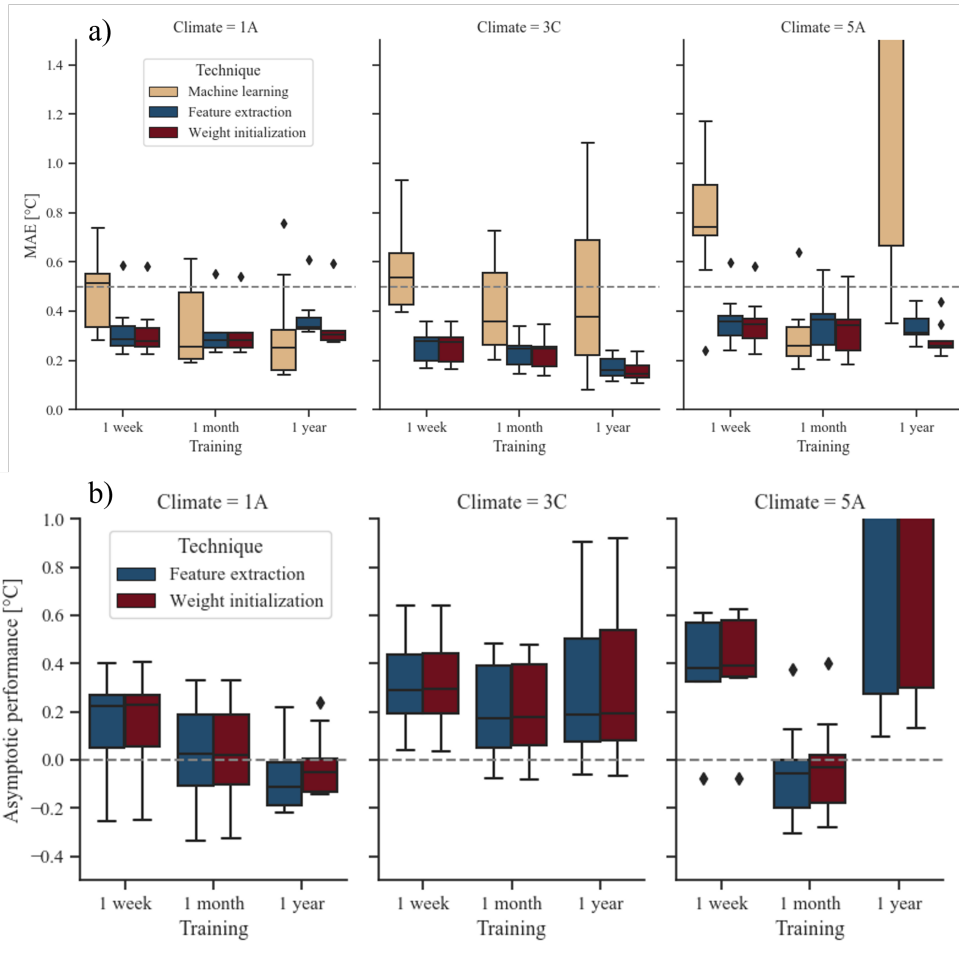 a)
Climate = 1A
Climate = 3C
Climate = 5A
Technique
Machine learning
Feature extraction
Weight initialization
MAE [°C]
1.4
1.2
1.0
0.8
0.6
0.4
0.2
0.0
1 week
1 month
1 year
1 week
1 month
1 year
1 week
1 month
1 year
Training
Training
Training
b)
Climate = 1A
Climate = 3C
Climate = 5A
Technique
Feature extraction
Weight initialization
Asymptotic performance [°C]
1.0
0.8
0.6
0.4
0.2
0.0
−0.2
−0.4
1 week
1 month
1 year
1 week
1 month
1 year
1 week
1 month
1 year
Training
Training
Training